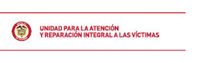 UNIDAD PARA LA ATENCIÓN
Y REPARACIÓN INTEGRAL A LAS VÍCTIMAS